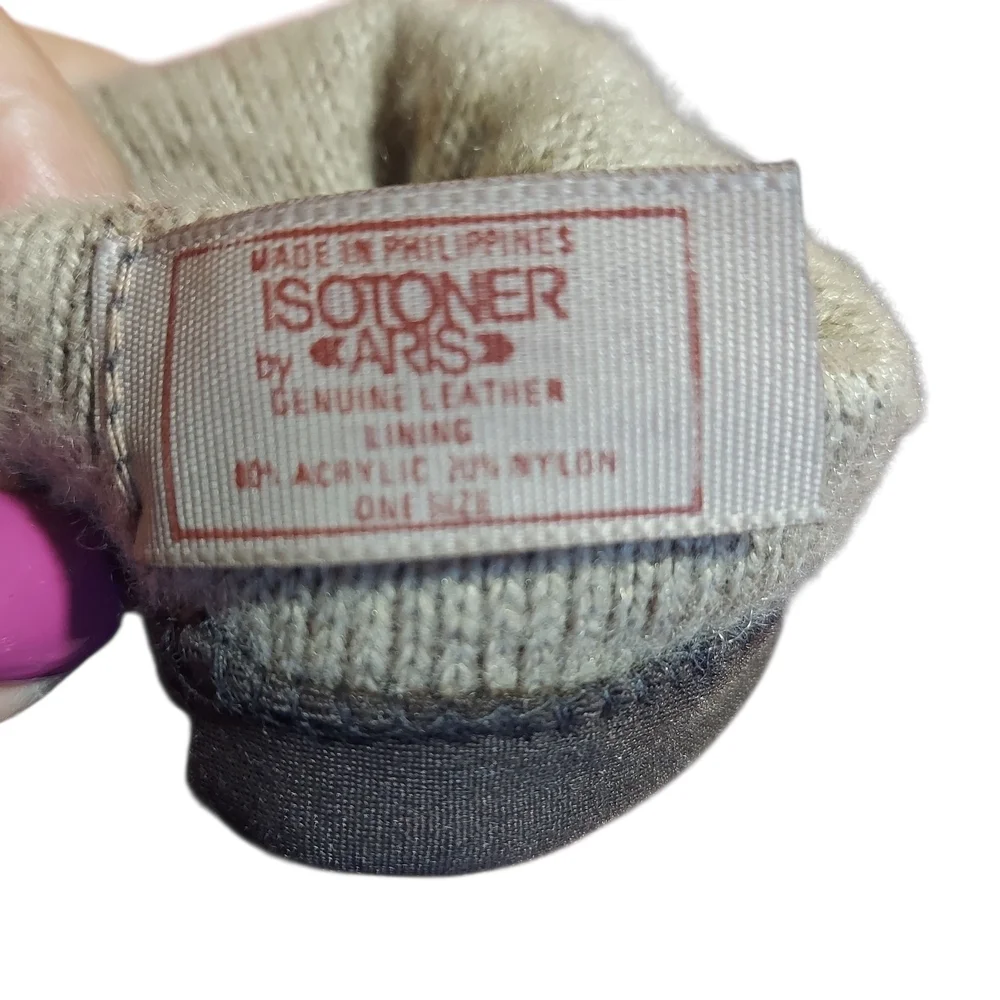 MADE IN PHILIPPINES
ISOTONER
by ARIS
GENUINE LEATHER
LINING
80% ACRYLIC 20% NYLON
ONE SIZE